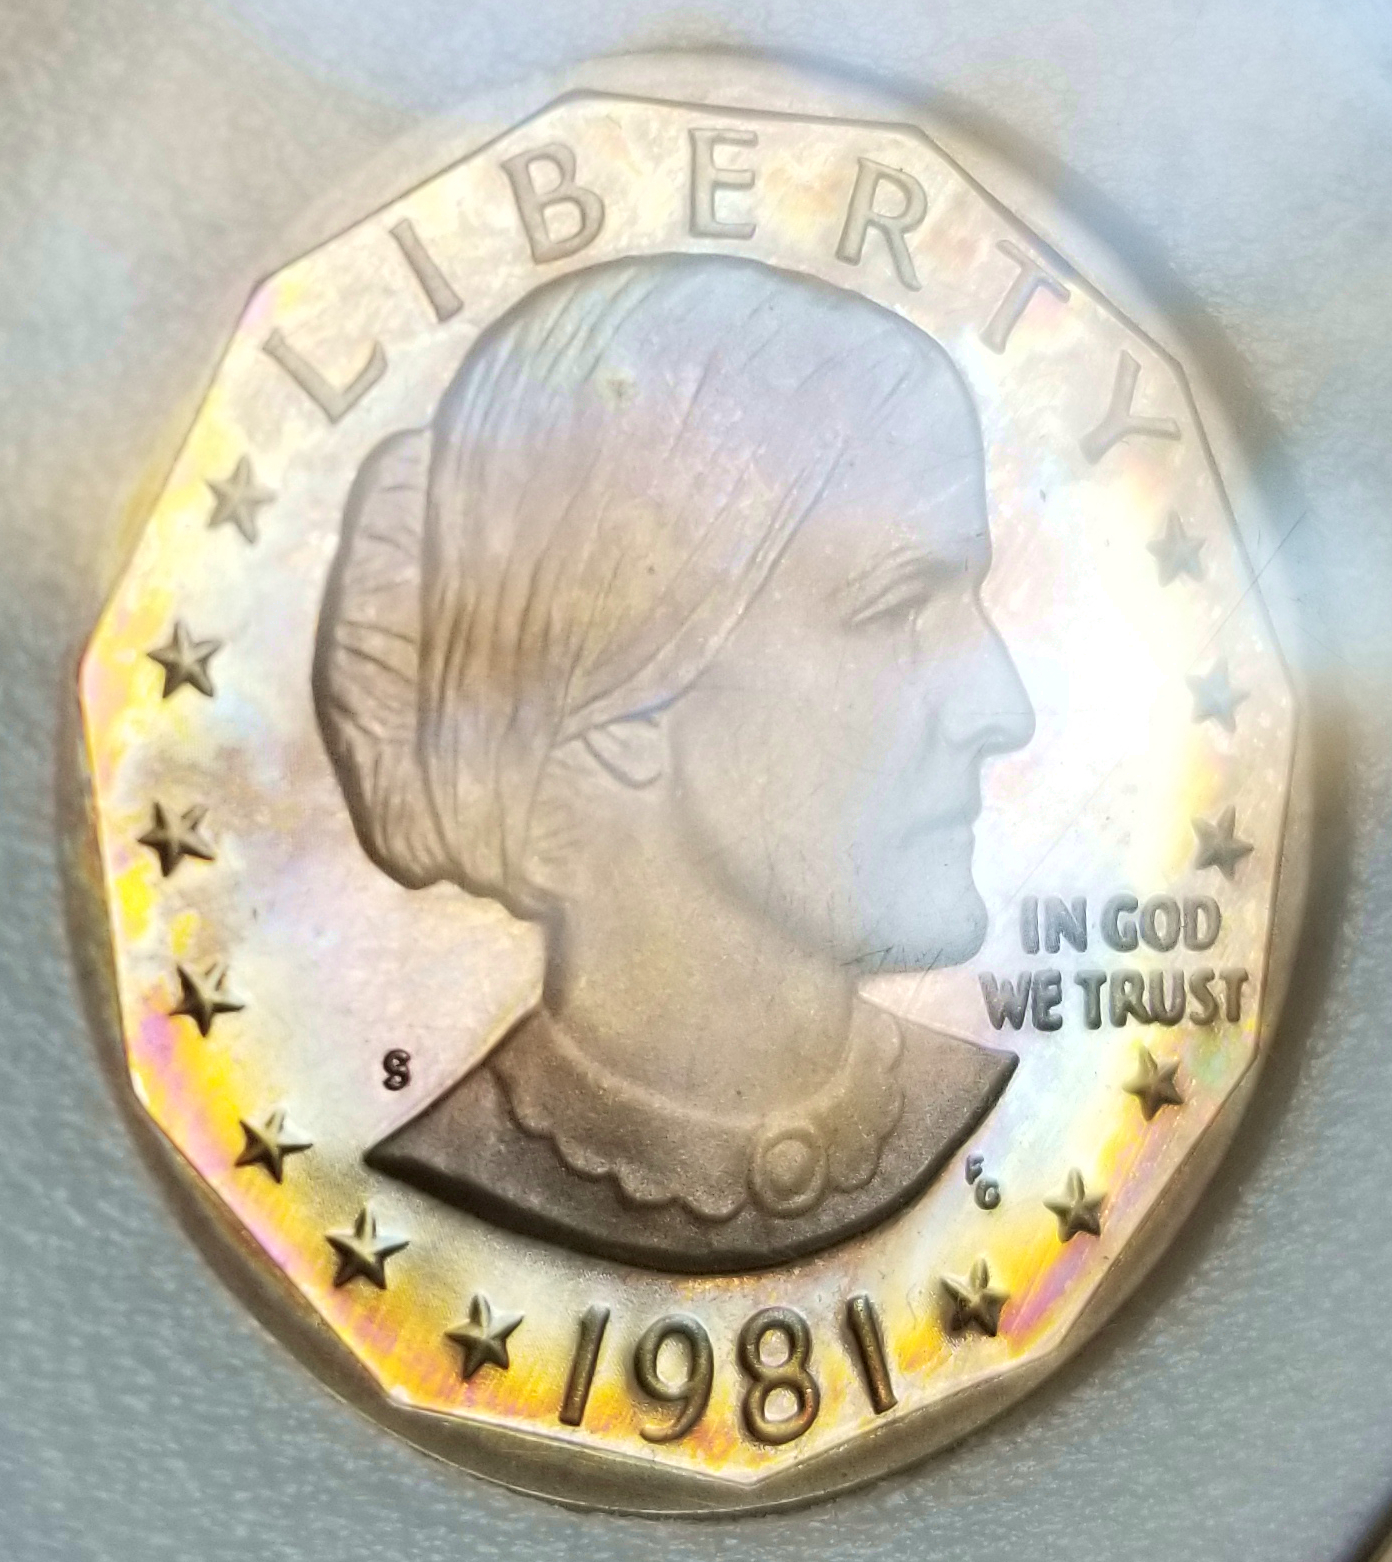 LIBERTY
IN GOD
WE TRUST
S
FG
1981